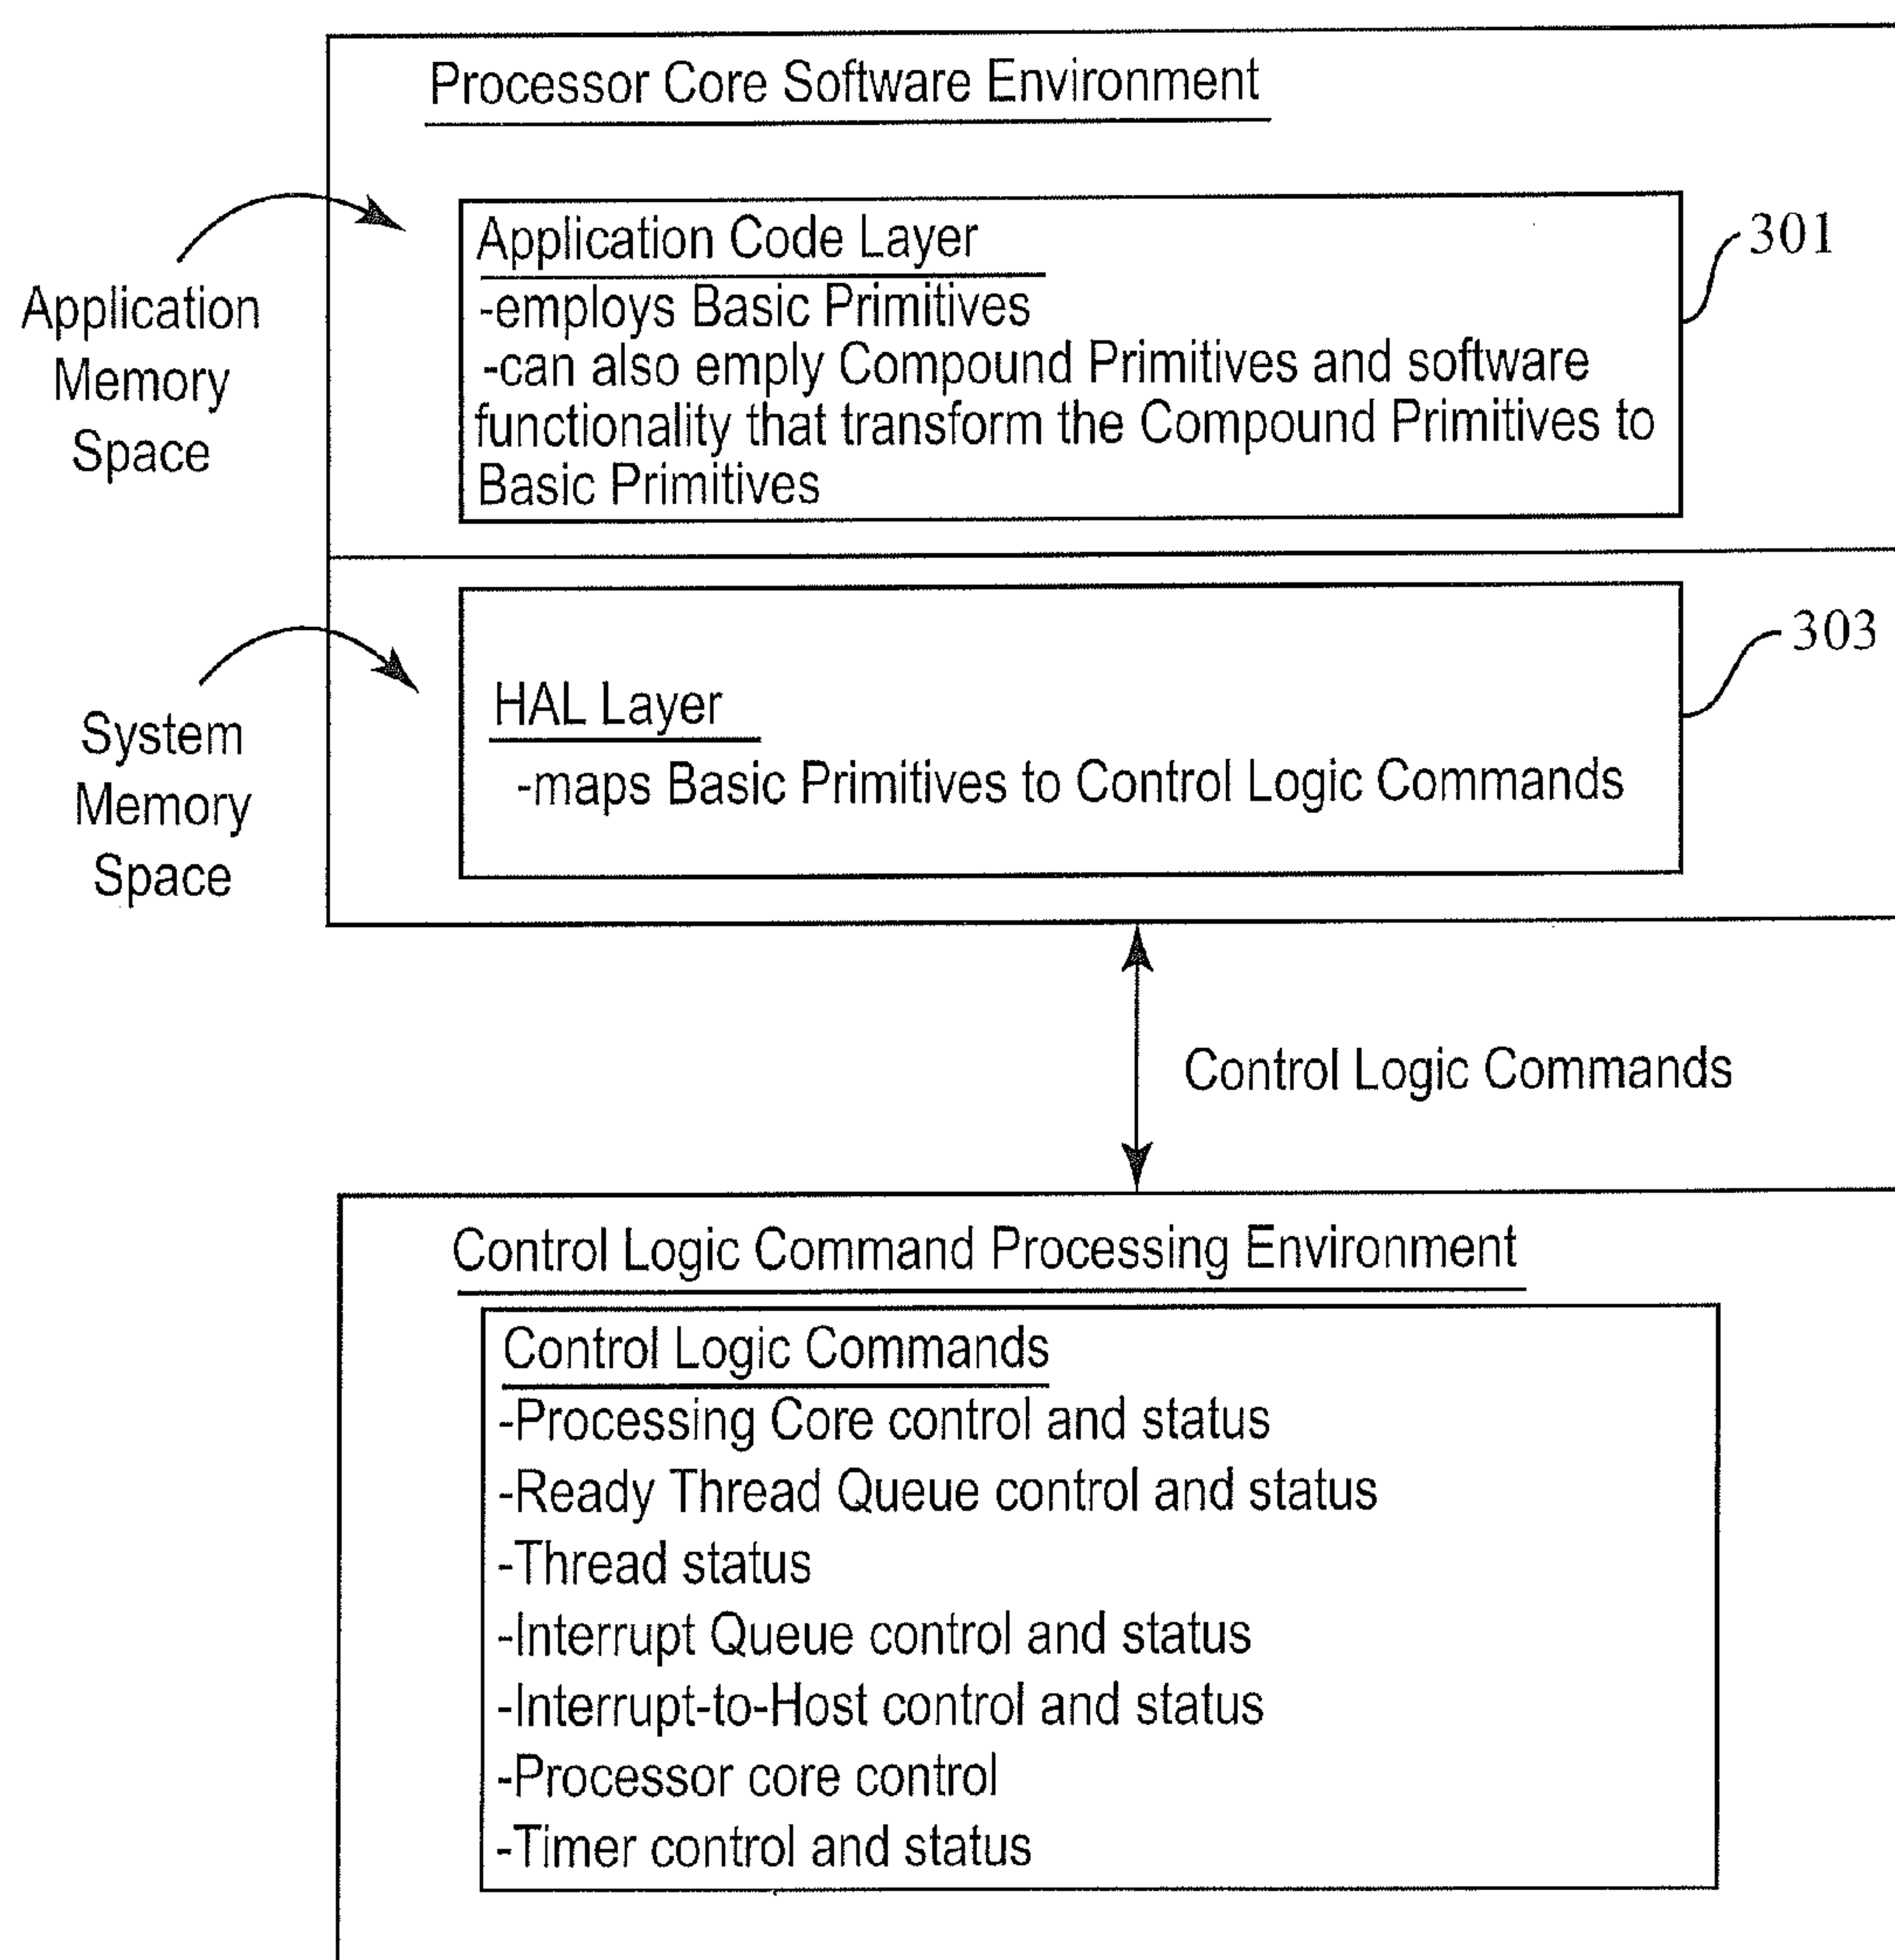 Processor Core Software Environment
Application
Memory
Space
Application Code Layer
-employs Basic Primitives
-can also emply Compound Primitives and software
functionality that transform the Compound Primitives to
Basic Primitives
301
System
Memory
Space
HAL Layer
-maps Basic Primitives to Control Logic Commands
303
Control Logic Commands
Control Logic Command Processing Environment
Control Logic Commands
-Processing Core control and status
-Ready Thread Queue control and status
-Thread status
-Interrupt Queue control and status
-Interrupt-to-Host control and status
-Processor core control
-Timer control and status